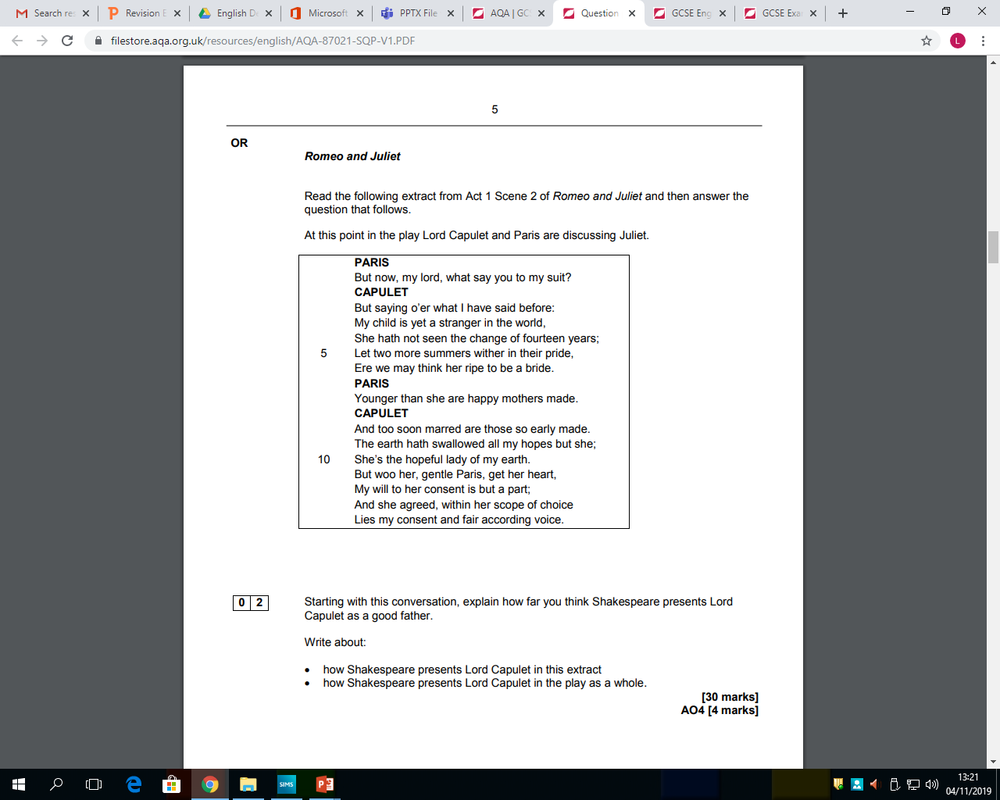 Search res
Revision E
English De
Microsoft
PPTX File
AQA | GCS
Question
GCSE Eng
GCSE Exa
filestore.aqa.org.uk/resources/english/AQA-87021-SQP-V1.PDF
L
5
OR
Romeo and Juliet
Read the following extract from Act 1 Scene 2 of Romeo and Juliet and then answer the
question that follows.
At this point in the play Lord Capulet and Paris are discussing Juliet.
PARIS
But now, my lord, what say you to my suit?
CAPULET
But saying o'er what I have said before:
My child is yet a stranger in the world,
She hath not seen the change of fourteen years;
5 Let two more summers wither in their pride,
Ere we may think her ripe to be a bride.
PARIS
Younger than she are happy mothers made.
CAPULET
And too soon marred are those so early made.
The earth hath swallowed all my hopes but she;
10 She's the hopeful lady of my earth.
But woo her, gentle Paris, get her heart,
My will to her consent is but a part;
And she agreed, within her scope of choice
Lies my consent and fair according voice.
0 2 Starting with this conversation, explain how far you think Shakespeare presents Lord
Capulet as a good father.
Write about:
• how Shakespeare presents Lord Capulet in this extract
• how Shakespeare presents Lord Capulet in the play as a whole.
[30 marks]
AO4 [4 marks]
SIMS
13:21
04/11/2019